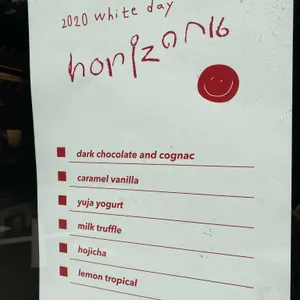 2020 white day
horizon16
dark chocolate and cognac
caramel vanilla
yuja yogurt
milk truffle
hojicha
lemon tropical